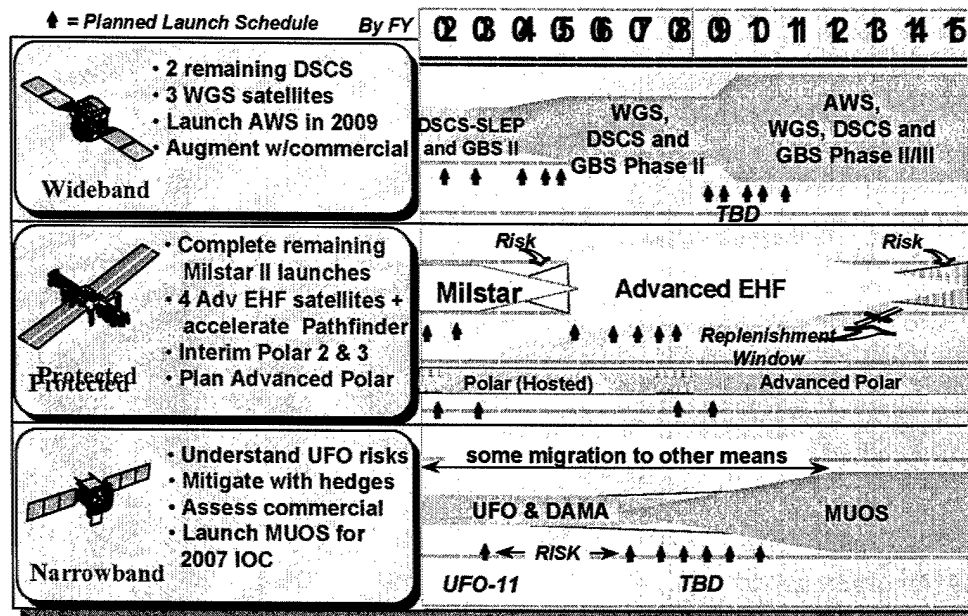 = Planned Launch Schedule By FY 02 03 04 05 06 07 08 09 10 11 12 13 14 15
• 2 remaining DSCS
• 3 WGS satellites
• Launch AWS in 2009
• Augment w/commercial
Wideband
DSCS-SLEP
and GBS II
WGS,
DSCS and
GBS Phase II
AWS,
WGS, DSCS and
GBS Phase II/III
TBD
• Complete remaining
Milstar II launches
• 4 Adv EHF satellites +
accelerate Pathfinder
• Interim Polar 2 & 3
• Plan Advanced Polar
Protected
Protected
Risk
Milstar
Advanced EHF
Risk
Replenishment
Window
Polar (Hosted)
Advanced Polar
• Understand UFO risks
• Mitigate with hedges
• Assess commercial
• Launch MUOS for
2007 IOC
Narrowband
some migration to other means
UFO & DAMA
MUOS
RISK
UFO-11
TBD